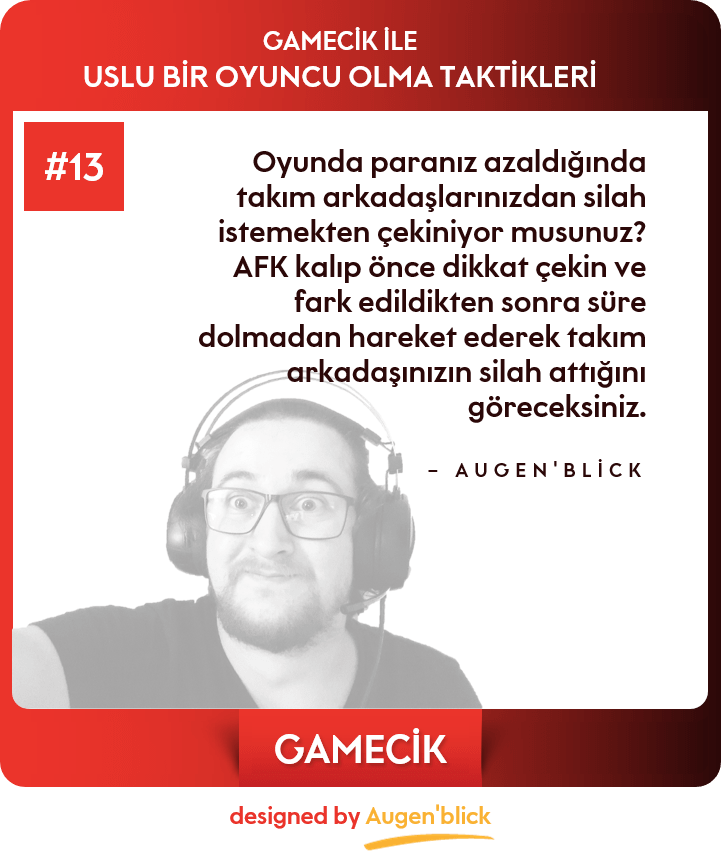 GAMECİK İLE
USLU BİR OYUNCU OLMA TAKTİKLERİ
#13
Oyunda paranız azaldığında
takım arkadaşlarınızdan silah
istemekten çekiniyor musunuz?
AFK kalıp önce dikkat çekin ve
fark edildikten sonra süre
dolmadan hareket ederek takım
arkadaşınızın silah attığını
göreceksiniz.
- AUGEN'BLİCK
GAMECİK
designed by Augen'blick